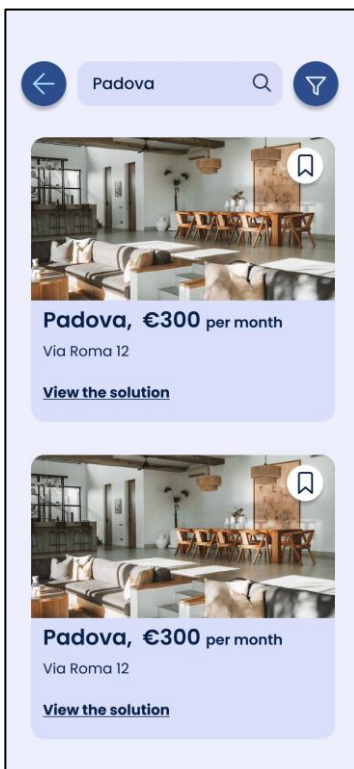 Padova
Padova, €300 per month
Via Roma 12
View the solution
Padova, €300 per month
Via Roma 12
View the solution